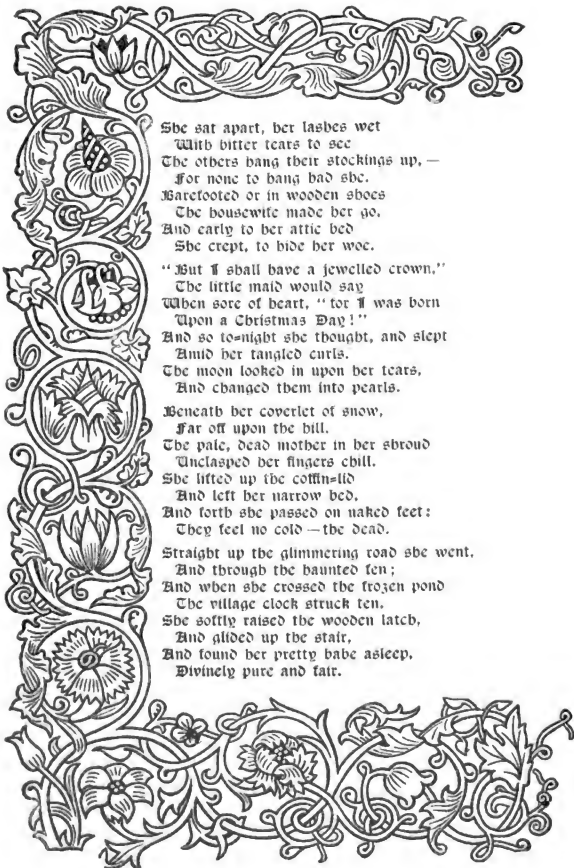 She sat apart, her lashes wet
With bitter tears to see
The others hang their stockings up, —
For none to hang had she.
Barefooted or in wooden shoes
The housewife made her go,
And early to her attic bed
She crept, to hide her woe.
"But I shall have a jewelled crown,"
The little maid would say
When sore of heart, "for I was born
Upon a Christmas Day!"
And so to=night she thought, and slept
Amid her tangled curls.
The moon looked in upon her tears,
And changed them into pearls.
Beneath her coverlet of snow,
Far off upon the hill,
The pale, dead mother in her shroud
Unclasped her fingers chill.
She lifted up the coffin=lid
And left her narrow bed,
And forth she passed on naked feet:
They feel no cold — the dead.
Straight up the glimmering road she went,
And through the haunted fen;
And when she crossed the frozen pond
The village clock struck ten.
She softly raised the wooden latch,
And glided up the stair,
And found her pretty babe asleep,
Divinely pure and fair.